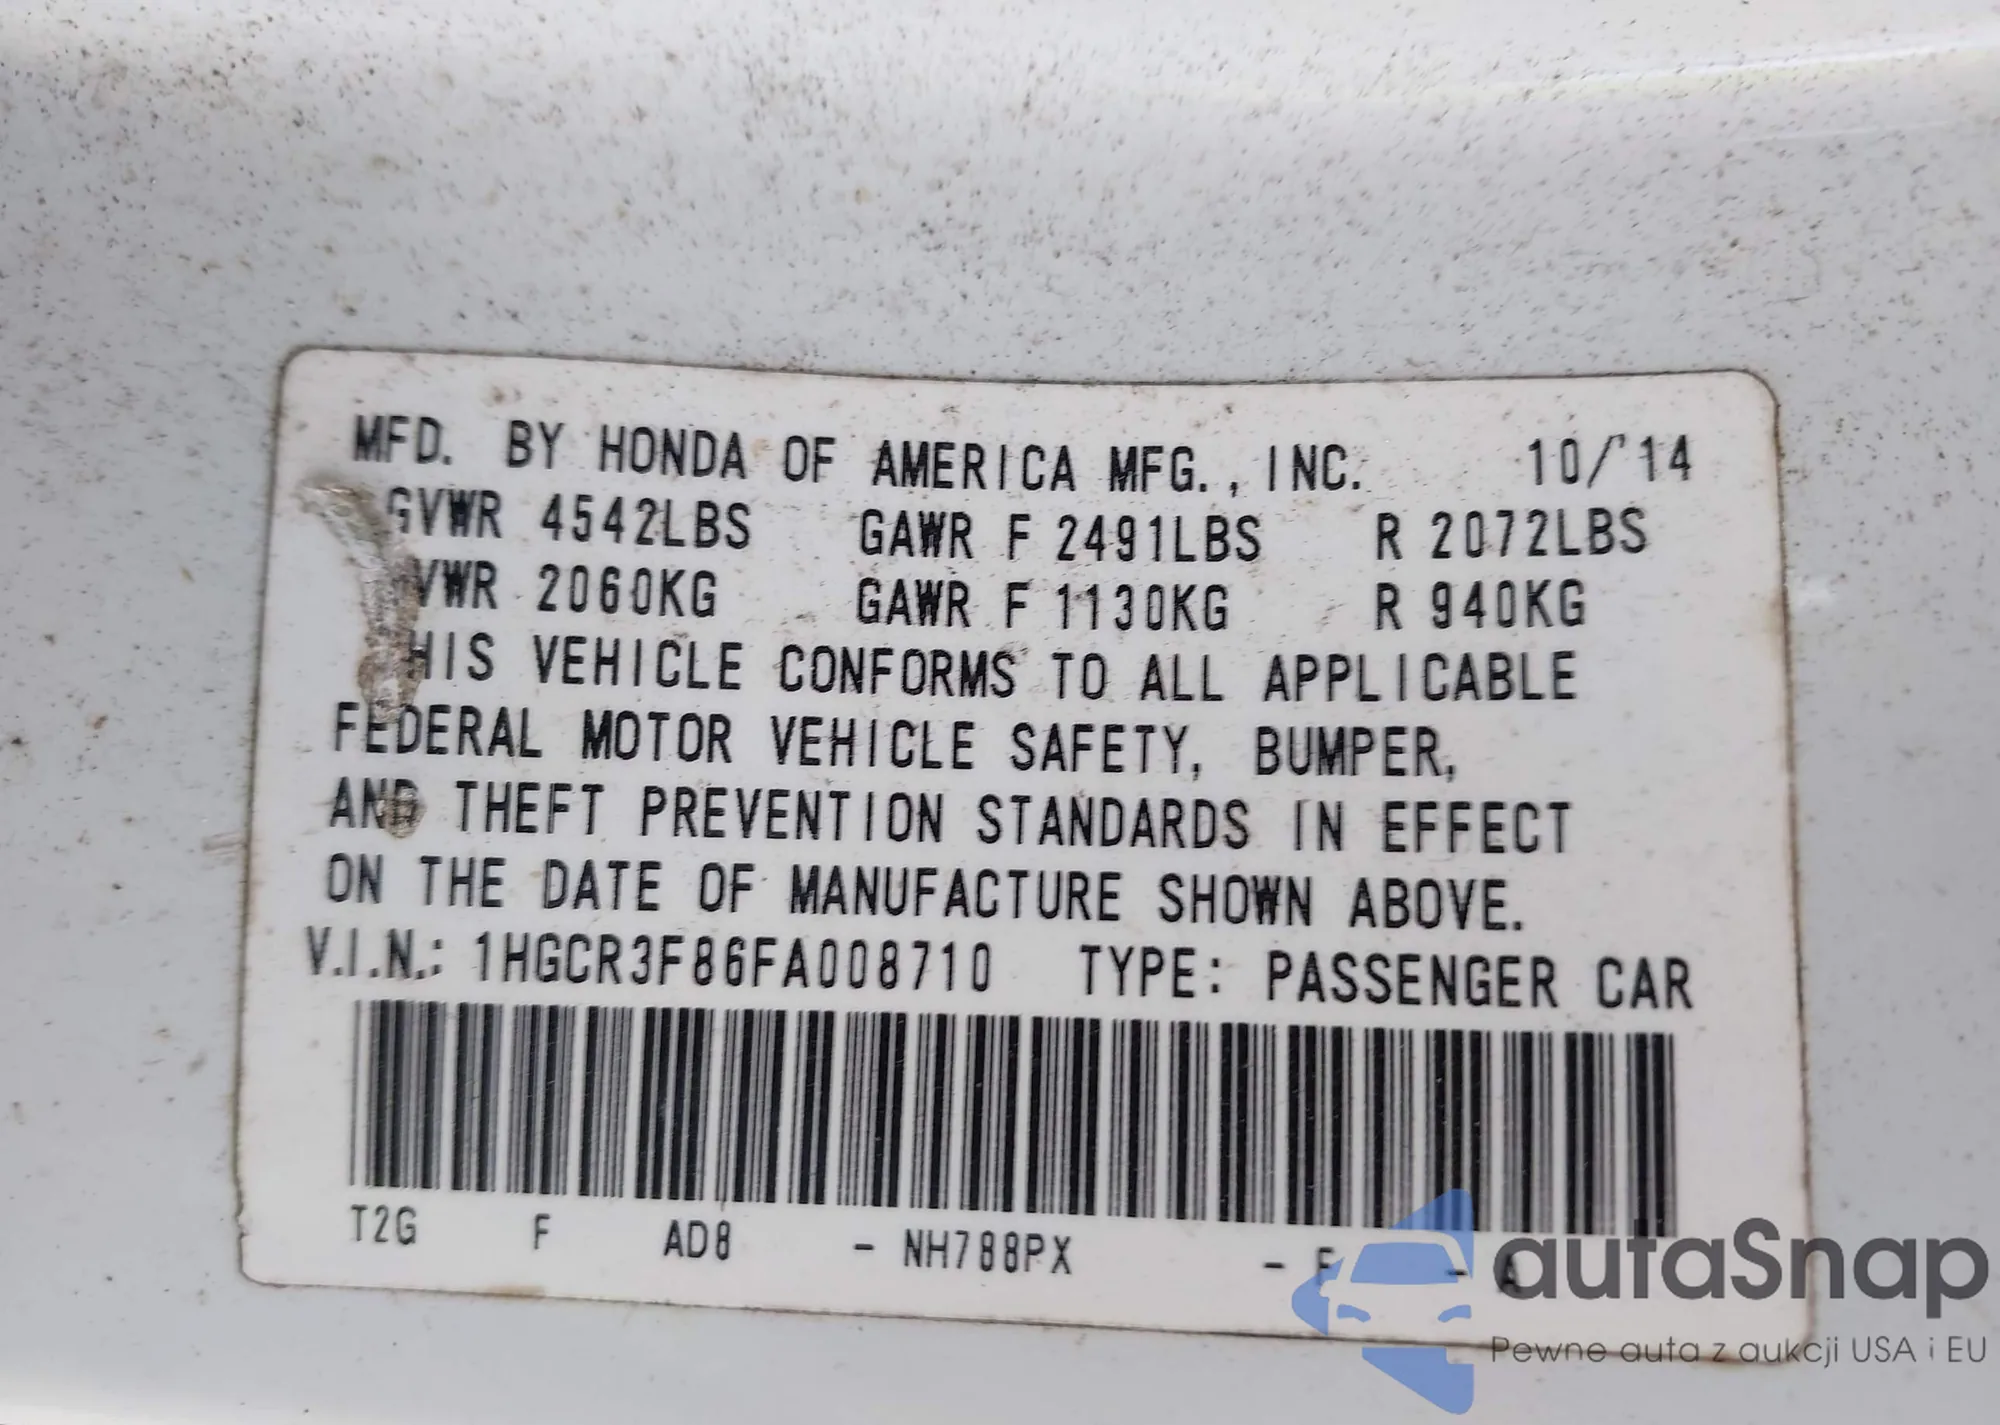 MFD. BY HONDA OF AMERICA MFG., INC. 10/'14
GVWR 4542LBS GAWR F 2491LBS R 2072LBS
VWR 2060KG GAWR F 1130KG R 940KG
HIS VEHICLE CONFORMS TO ALL APPLICABLE
FEDERAL MOTOR VEHICLE SAFETY, BUMPER,
AND THEFT PREVENTION STANDARDS IN EFFECT
ON THE DATE OF MANUFACTURE SHOWN ABOVE.
V.I.N.: 1HGCR3F86FA008710 TYPE: PASSENGER CAR
T2G F AD8 - NH788PX - - A
autaSnap
Pewne auta z aukcji USA i EU